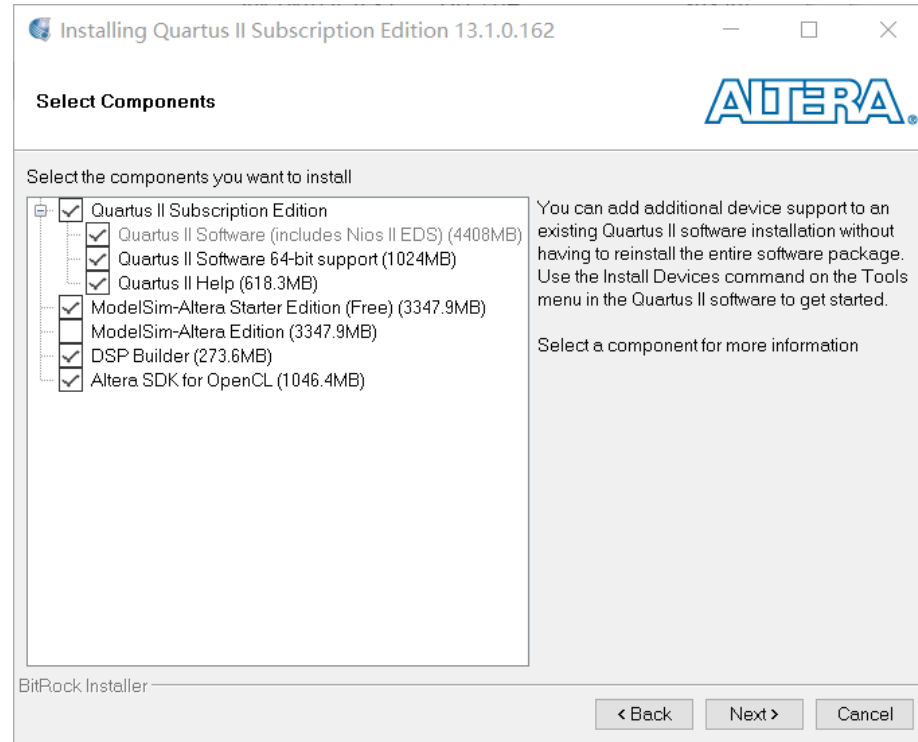 Installing Quartus II Subscription Edition 13.1.0.162
Select Components
ALTERA®
Select the components you want to install
Quartus II Subscription Edition
Quartus II Software (includes Nios II EDS) (4408MB)
Quartus II Software 64-bit support (1024MB)
Quartus II Help (618.3MB)
ModelSim-Altera Starter Edition (Free) (3347.9MB)
ModelSim-Altera Edition (3347.9MB)
DSP Builder (273.6MB)
Altera SDK for OpenCL (1046.4MB)
You can add additional device support to an
existing Quartus II software installation without
having to reinstall the entire software package.
Use the Install Devices command on the Tools
menu in the Quartus II software to get started.
Select a component for more information
BitRock Installer
< Back
Next >
Cancel